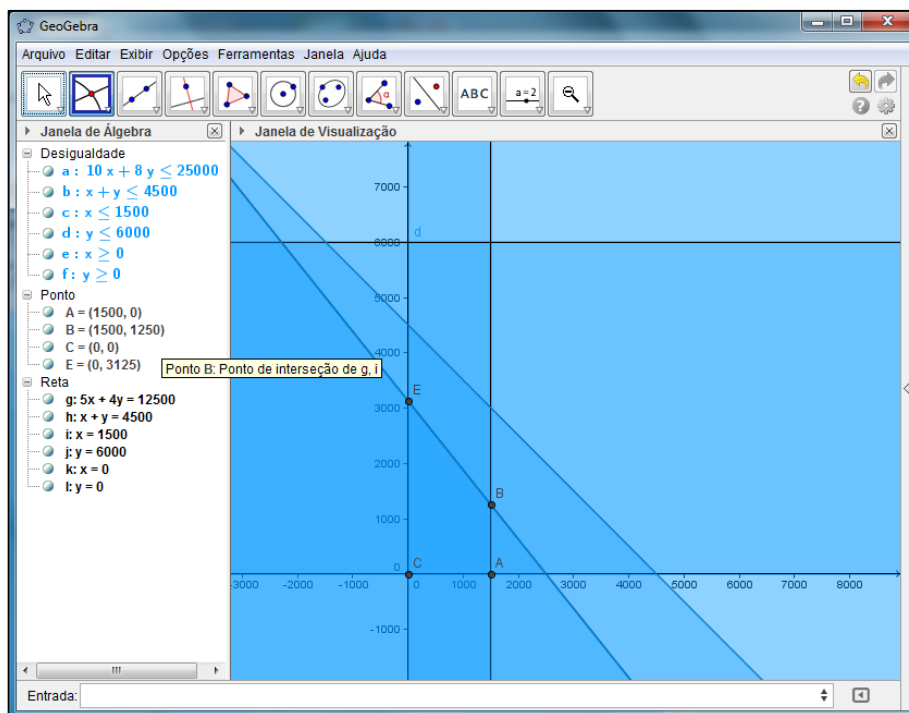 GeoGebra
Arquivo Editar Exibir Opções Ferramentas Janela Ajuda
ABC
a = 2
Janela de Álgebra
Desigualdade
a : 10 x + 8 y ≤ 25000
b : x + y ≤ 4500
c : x ≤ 1500
d : y ≤ 6000
e : x ≥ 0
f : y ≥ 0
Ponto
A = (1500, 0)
B = (1500, 1250)
C = (0, 0)
E = (0, 3125)
Reta
g: 5x + 4y = 12500
h: x + y = 4500
i: x = 1500
j: y = 6000
k: x = 0
l: y = 0
Ponto B: Ponto de interseção de g, i
Janela de Visualização
7000
6000
d
5000
4000
E
3000
2000
B
1000
0
C
A
-3000 -2000 -1000 0 1000 2000 3000 4000 5000 6000 7000 8000
-1000
Entrada: